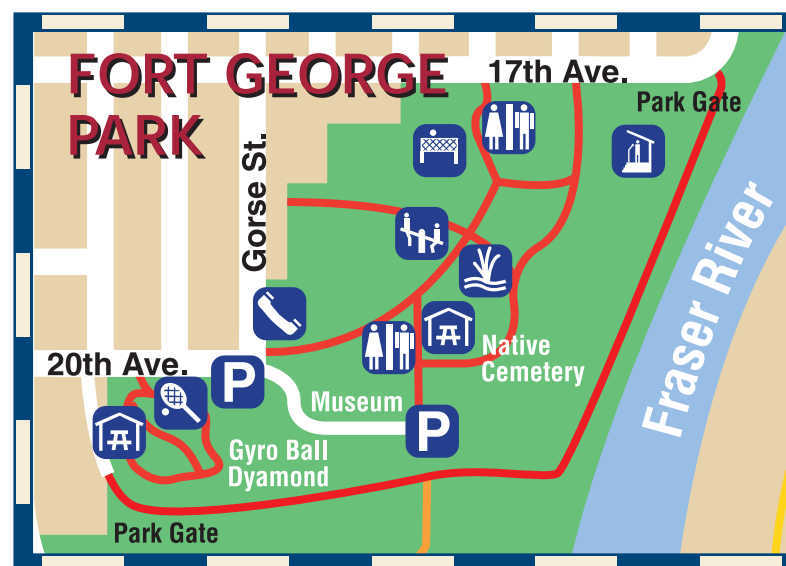 FORT GEORGE
PARK
17th Ave.
Park Gate
Gorse St.
Fraser River
20th Ave.
P
Native
Cemetery
Museum
P
Gyro Ball
Dyamond
Park Gate